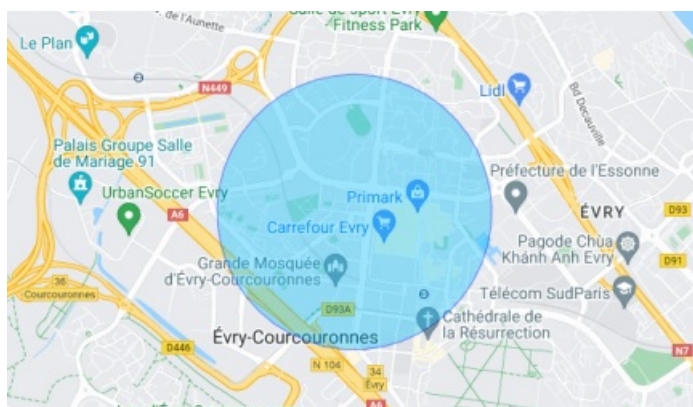 de l'Aunette
Salle de sport Evry
Fitness Park
Le Plan
N449
Lidl
Bd Decauville
Palais Groupe Salle
de Mariage 91
UrbanSoccer Evry
A6
Préfecture de l'Essonne
Primark
ÉVRY
D93
Carrefour Evry
Pagode Chùa
Khánh Anh Evry
D91
Grande Mosquée
d'Évry-Courcouronnes
36
Courcouronnes
Télécom SudParis
D93A
Cathédrale de
la Résurrection
Évry-Courcouronnes
D446
N 104
34
Évry
N7
A6